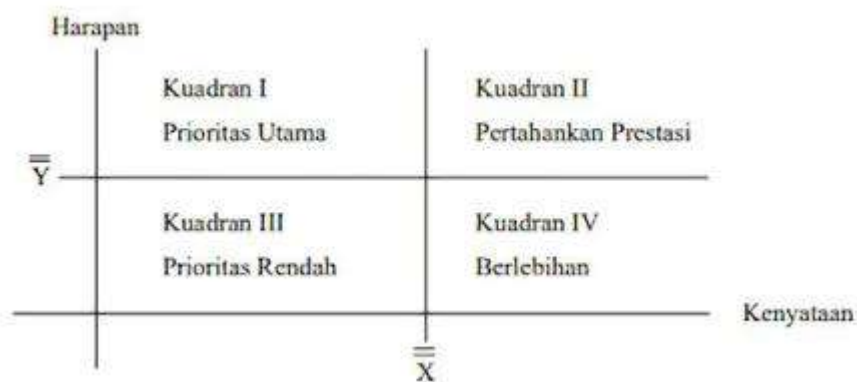 Harapan
Kuadran I
Prioritas Utama
Kuadran II
Pertahankan Prestasi
Y
Kuadran III
Prioritas Rendah
Kuadran IV
Berlebihan
Kenyataan
X